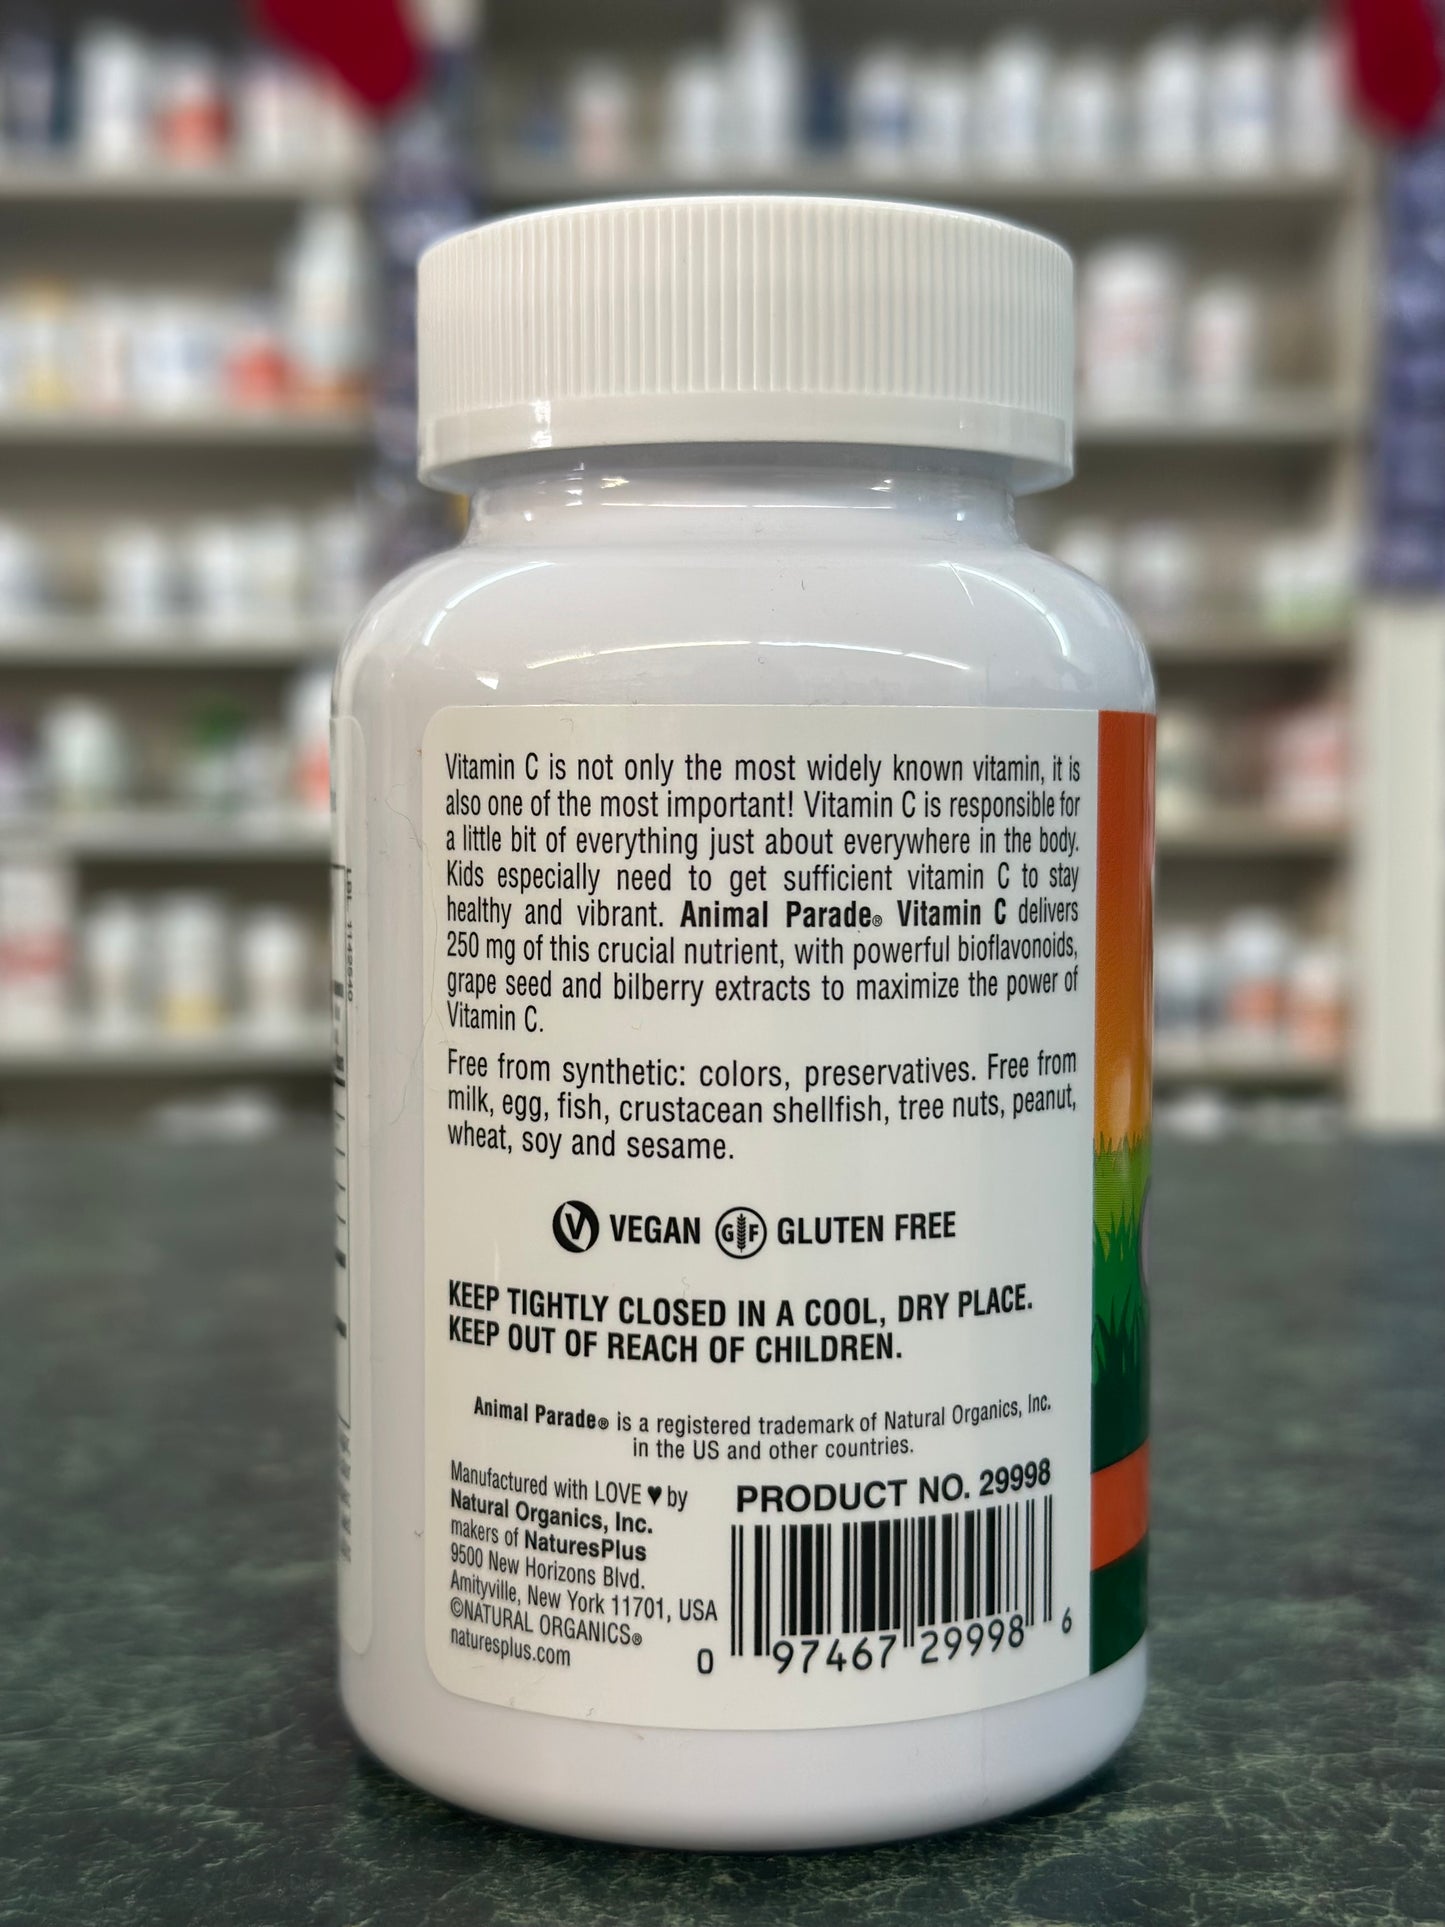 Vitamin C is not only the most widely known vitamin, it is
also one of the most important! Vitamin C is responsible for
a little bit of everything just about everywhere in the body.
Kids especially need to get sufficient vitamin C to stay
healthy and vibrant. Animal Parade® Vitamin C delivers
250 mg of this crucial nutrient, with powerful bioflavonoids,
grape seed and bilberry extracts to maximize the power of
Vitamin C.
Free from synthetic: colors, preservatives. Free from
milk, egg, fish, crustacean shellfish, tree nuts, peanut,
wheat, soy and sesame.
V VEGAN GF GLUTEN FREE
KEEP TIGHTLY CLOSED IN A COOL, DRY PLACE.
KEEP OUT OF REACH OF CHILDREN.
Animal Parade® is a registered trademark of Natural Organics, Inc.
in the US and other countries.
Manufactured with LOVE ♥ by
Natural Organics, Inc.
makers of NaturesPlus
9500 New Horizons Blvd.
Amityville, New York 11701, USA
©NATURAL ORGANICS®
naturesplus.com
PRODUCT NO. 29998
0 97467 29998 6